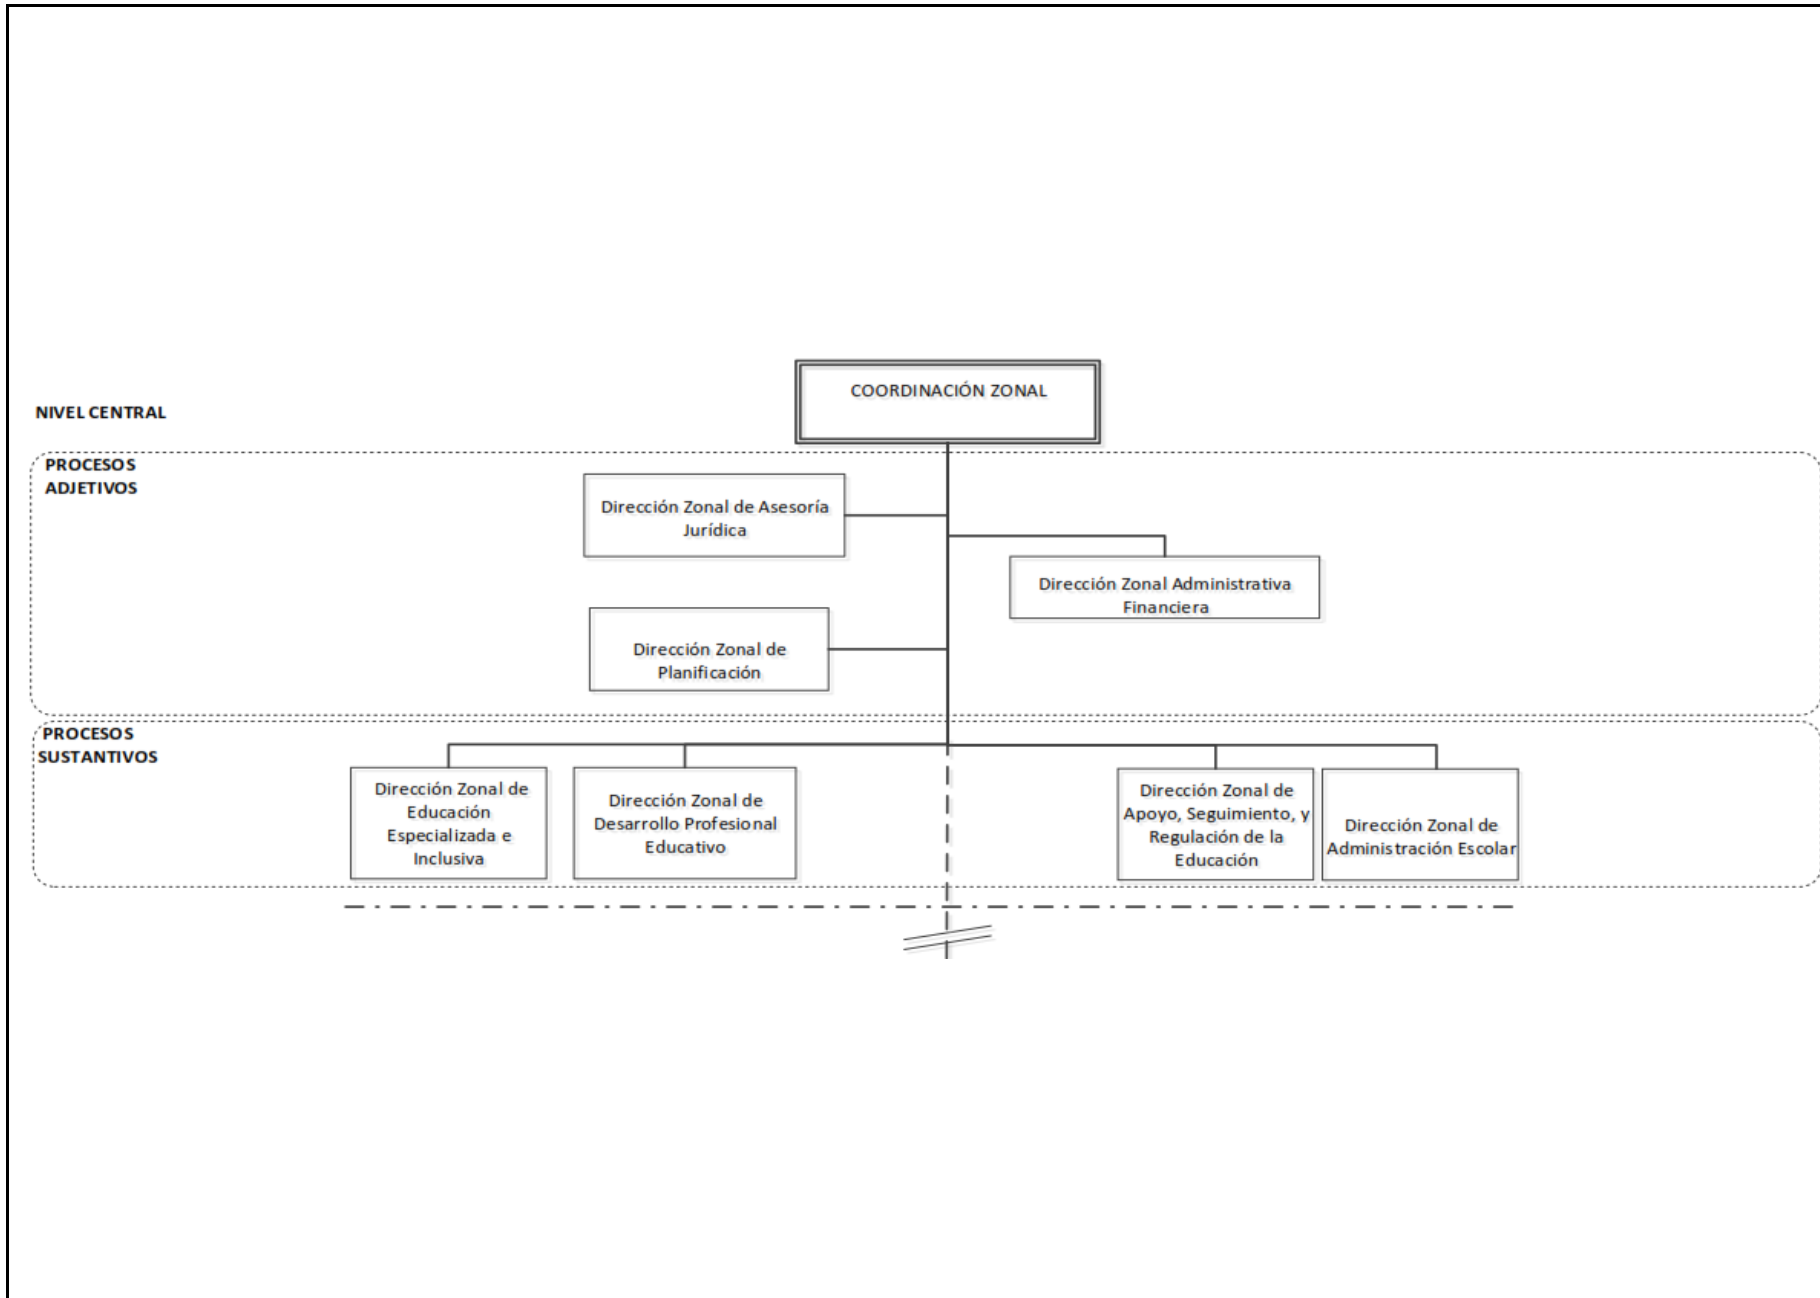 COORDINACIÓN ZONAL
NIVEL CENTRAL
PROCESOS
ADJETIVOS
Dirección Zonal de Asesoría
Jurídica
Dirección Zonal Administrativa
Financiera
Dirección Zonal de
Planificación
PROCESOS
SUSTANTIVOS
Dirección Zonal de
Educación
Especializada e
Inclusiva
Dirección Zonal de
Desarrollo Profesional
Educativo
Dirección Zonal de
Apoyo, Seguimiento, y
Regulación de la
Educación
Dirección Zonal de
Administración Escolar